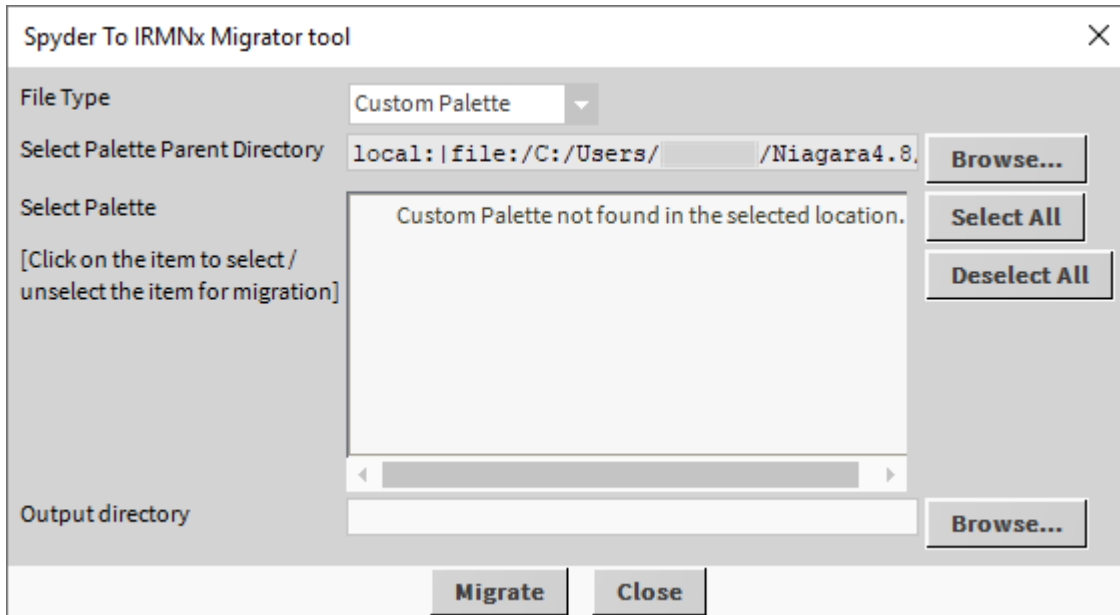 Spyder To IRMNx Migrator tool
File Type
Custom Palette
Select Palette Parent Directory
local:|file:/C:/Users/ /Niagara4.8,
Browse...
Select Palette
Custom Palette not found in the selected location.
Select All
[Click on the item to select /
unselect the item for migration]
Deselect All
Output directory
Browse...
Migrate
Close